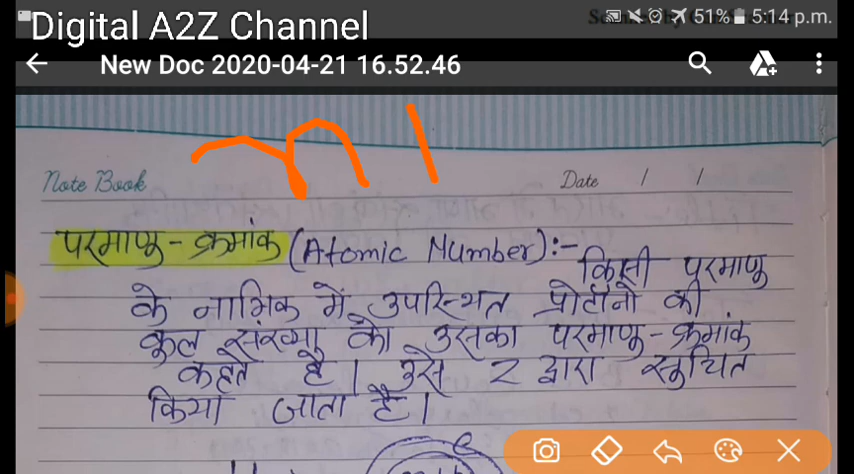 Digital A2Z Channel
51% 5:14 p.m.
New Doc 2020-04-21 16.52.46
Note Book Date / /
परमाणु - क्रमांक (Atomic Number):-
किसी परमाणु
के नाभिक में उपस्थित प्रोटॉनो की
कुल संख्या को उसका परमाणु - क्रमांक
कहते है। उसे Z द्वारा सूचित
किया जाता है।